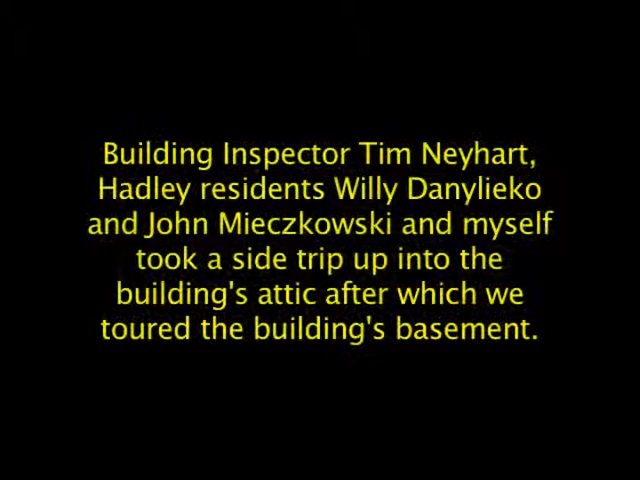 Building Inspector Tim Neyhart,
Hadley residents Willy Danylieko
and John Mieczkowski and myself
took a side trip up into the
building's attic after which we
toured the building's basement.